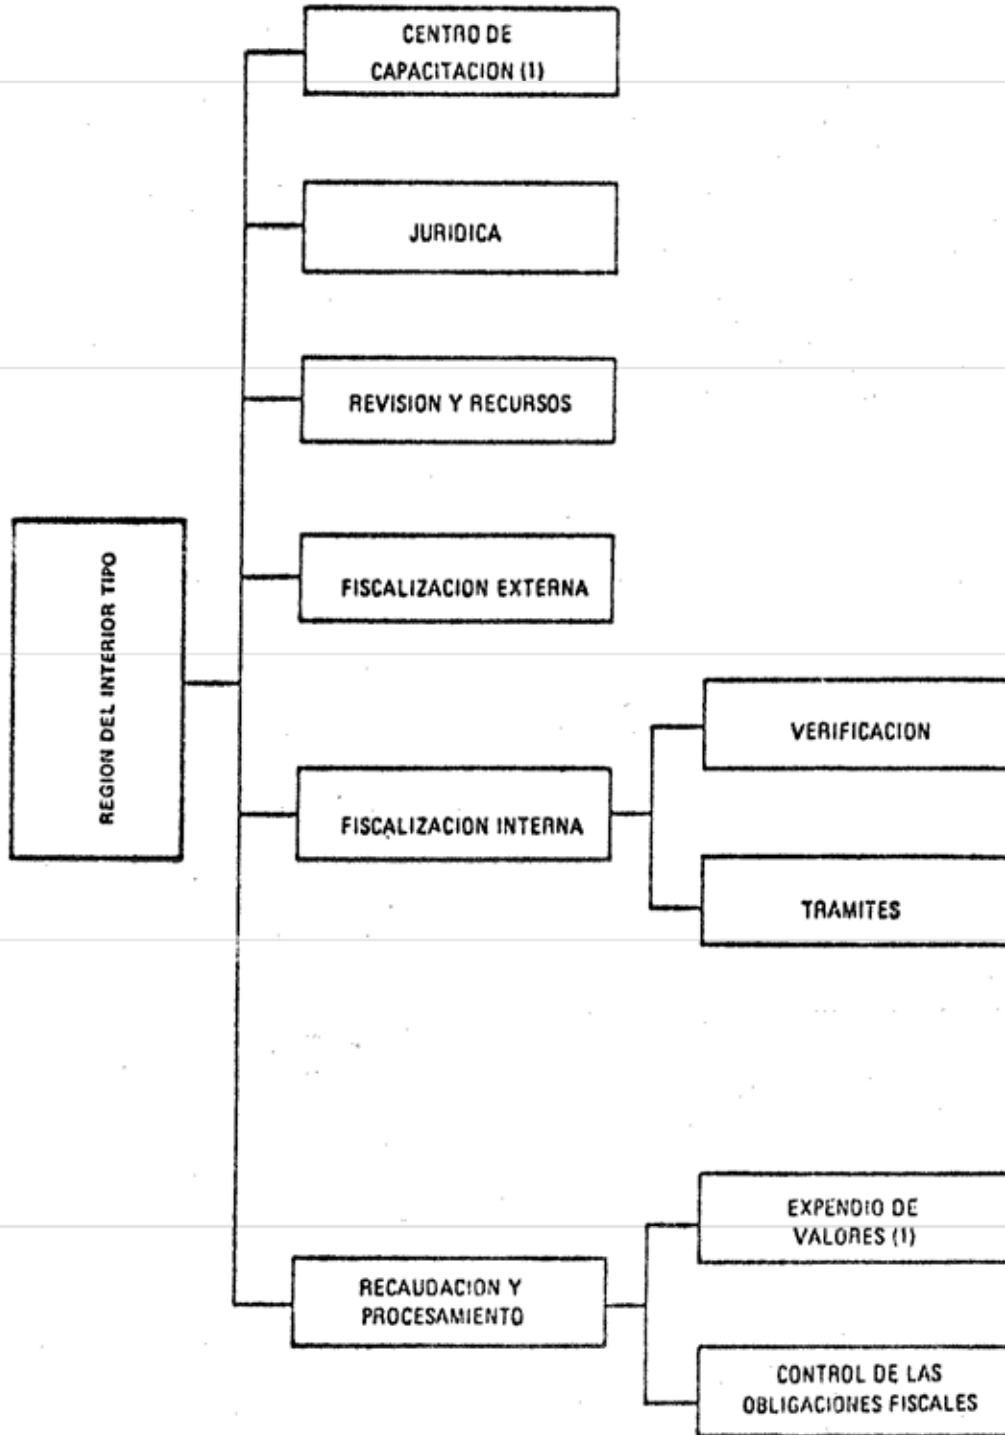 CENTRO DE
CAPACITACION (1)
JURIDICA
REVISION Y RECURSOS
FISCALIZACION EXTERNA
REGION DEL INTERIOR TIPO
FISCALIZACION INTERNA
VERIFICACION
TRAMITES
RECAUDACION Y
PROCESAMIENTO
EXPENDIO DE
VALORES (1)
CONTROL DE LAS
OBLIGACIONES FISCALES